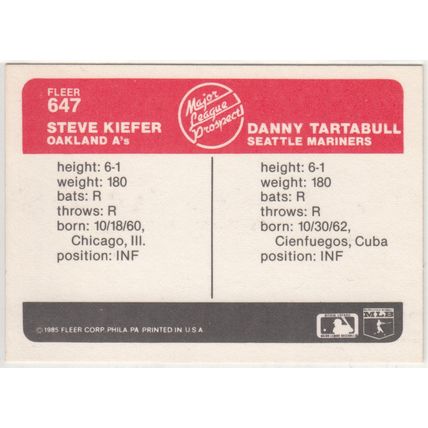 FLEER
647
Major
League
Prospect
STEVE KIEFER
OAKLAND A's
DANNY TARTABULL
SEATTLE MARINERS
height: 6-1
weight: 180
bats: R
throws: R
born: 10/18/60,
Chicago, Ill.
position: INF
height: 6-1
weight: 180
bats: R
throws: R
born: 10/30/62,
Cienfuegos, Cuba
position: INF
© 1985 FLEER CORP. PHILA PA PRINTED IN U.S.A.
MLB